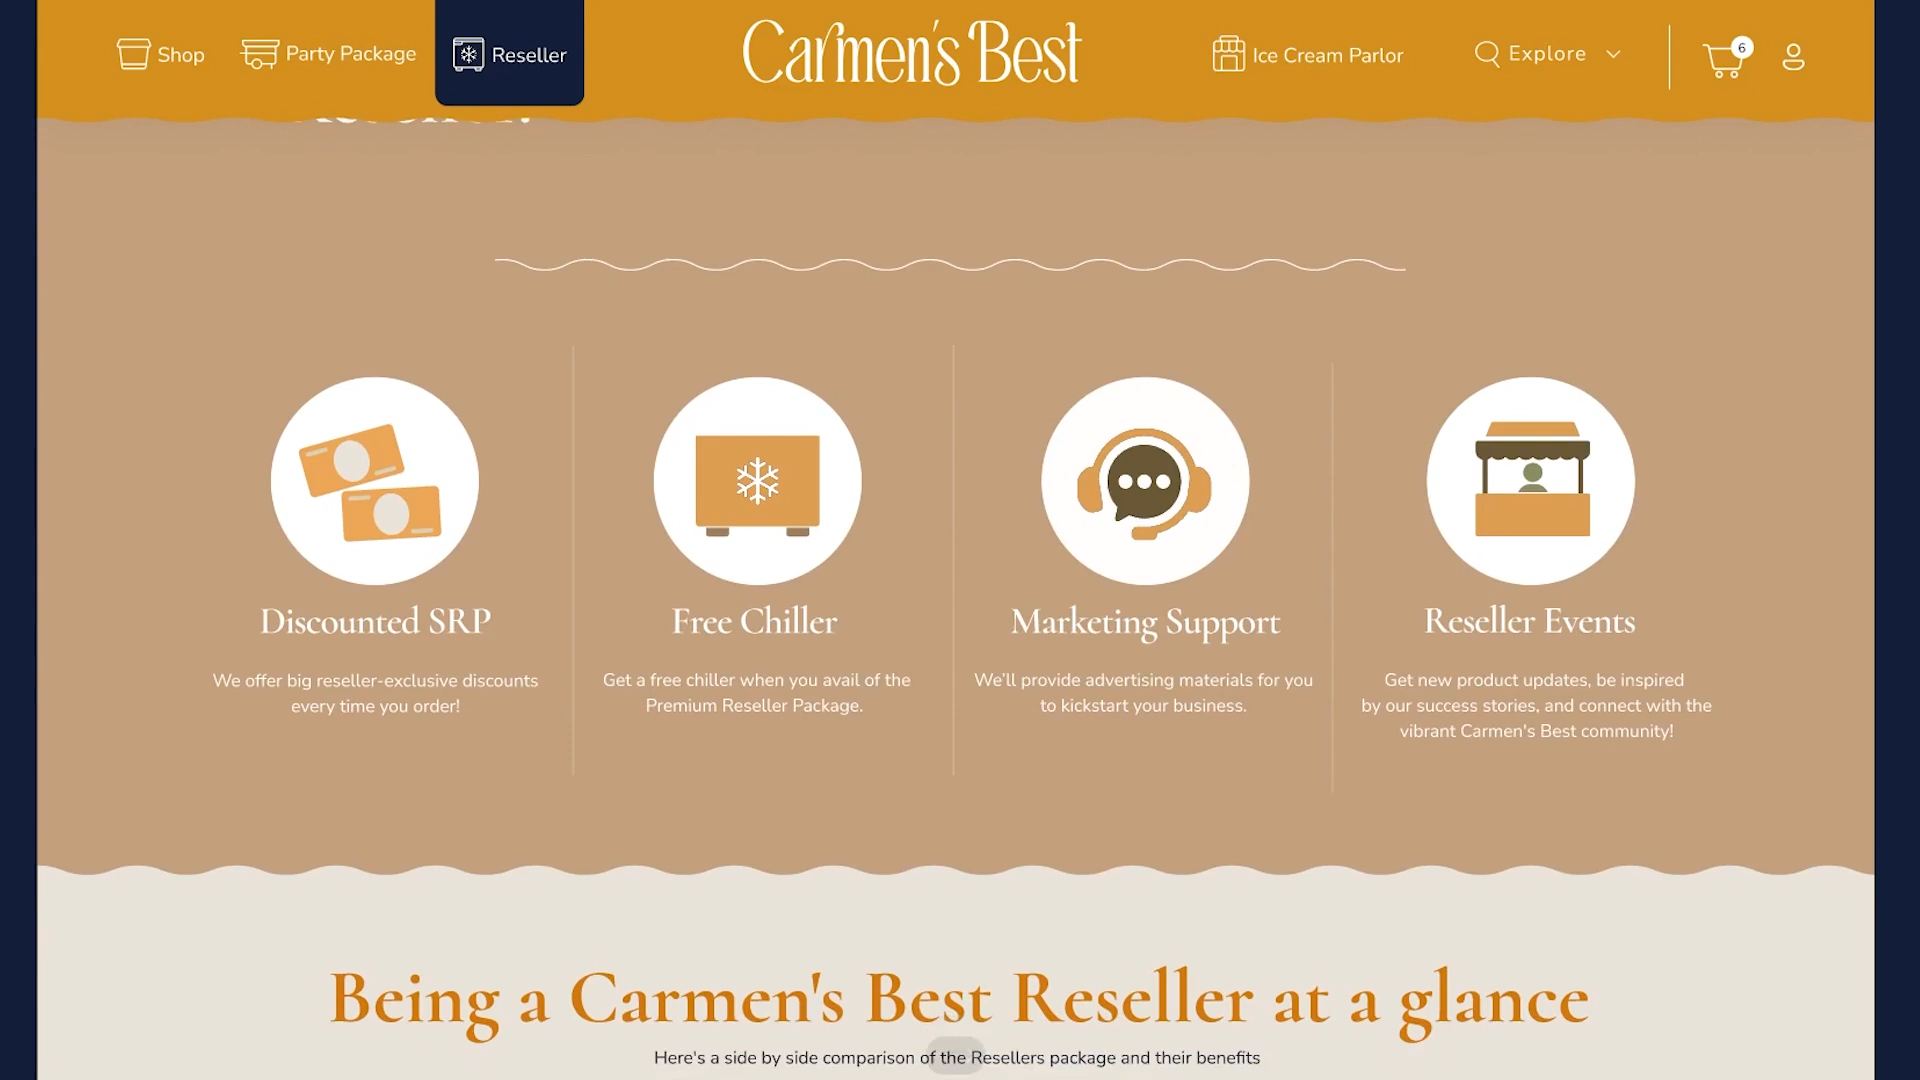 Shop
Party Package
Reseller
Carmen's Best
Ice Cream Parlor
Explore
6
Discounted SRP
We offer big reseller-exclusive discounts
every time you order!
Free Chiller
Get a free chiller when you avail of the
Premium Reseller Package.
Marketing Support
We'll provide advertising materials for you
to kickstart your business.
Reseller Events
Get new product updates, be inspired
by our success stories, and connect with the
vibrant Carmen's Best community!
Being a Carmen's Best Reseller at a glance
Here's a side by side comparison of the Resellers package and their benefits